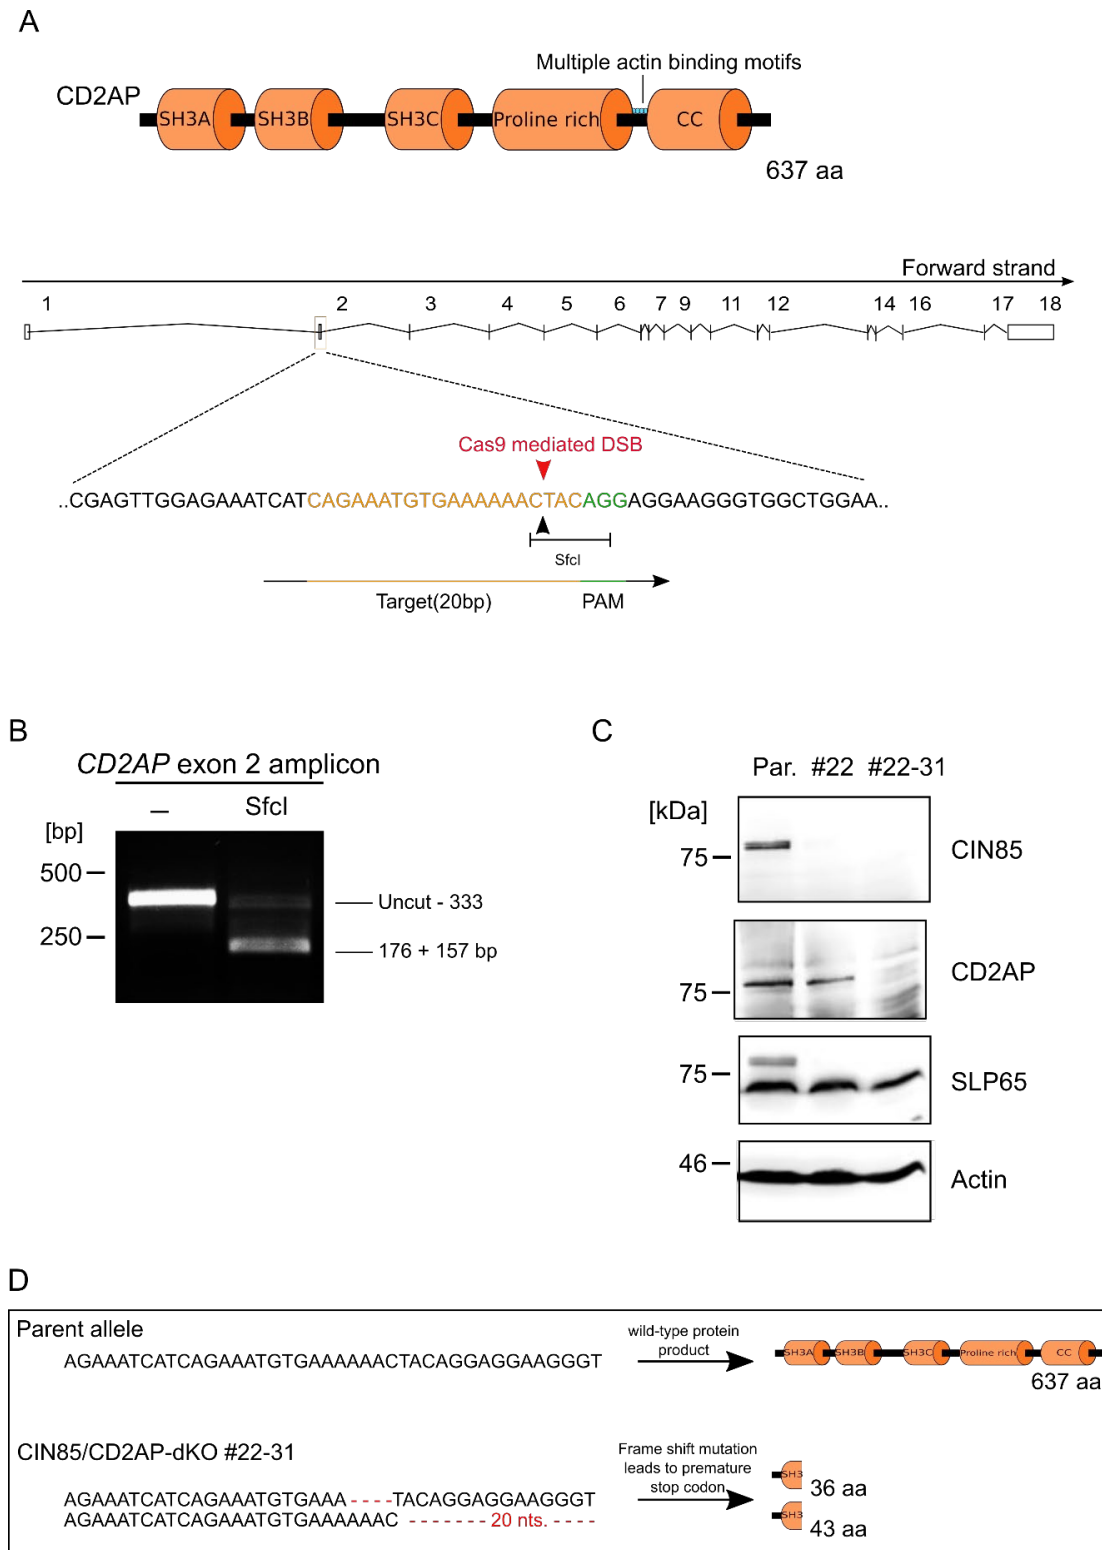 A
Multiple actin binding motifs
CD2AP
SH3A SH3B SH3C Proline rich CC
637 aa
Forward strand
1 2 3 4 5 6 7 9 11 12 14 16 17 18
Cas9 mediated DSB
..CGAGTTGGAGAAATCATCAGAAATGTGAAAAAACTACAGGAGGAAGGGTGGCTGGAA..
SfcI
Target(20bp) PAM
B
CD2AP exon 2 amplicon
– SfcI
[bp]
500
Uncut - 333
250
176 + 157 bp
C
Par. #22 #22-31
[kDa]
75
CIN85
75
CD2AP
75
SLP65
46
Actin
D
Parent allele
wild-type protein
product
AGAAATCATCAGAAATGTGAAAAAACTACAGGAGGAAGGGT
SH3A SH3B SH3C Proline rich CC
637 aa
CIN85/CD2AP-dKO #22-31
Frame shift mutation
leads to premature
stop codon
AGAAATCATCAGAAATGTGAAA ----TACAGGAGGAAGGGT
SH3 36 aa
AGAAATCATCAGAAATGTGAAAAAAC ------- 20 nts. ----
SH3 43 aa